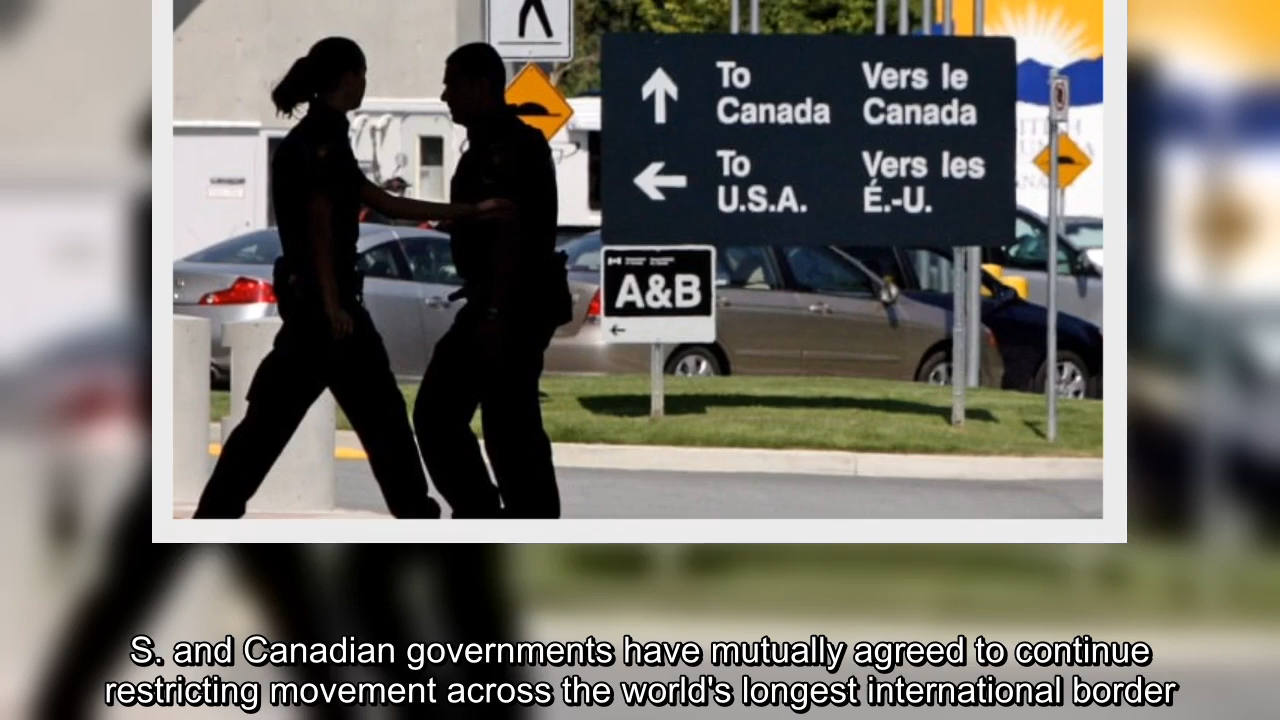 To Canada
Vers le Canada
To U.S.A.
Vers les É.-U.
A&B
S. and Canadian governments have mutually agreed to continue
restricting movement across the world's longest international border